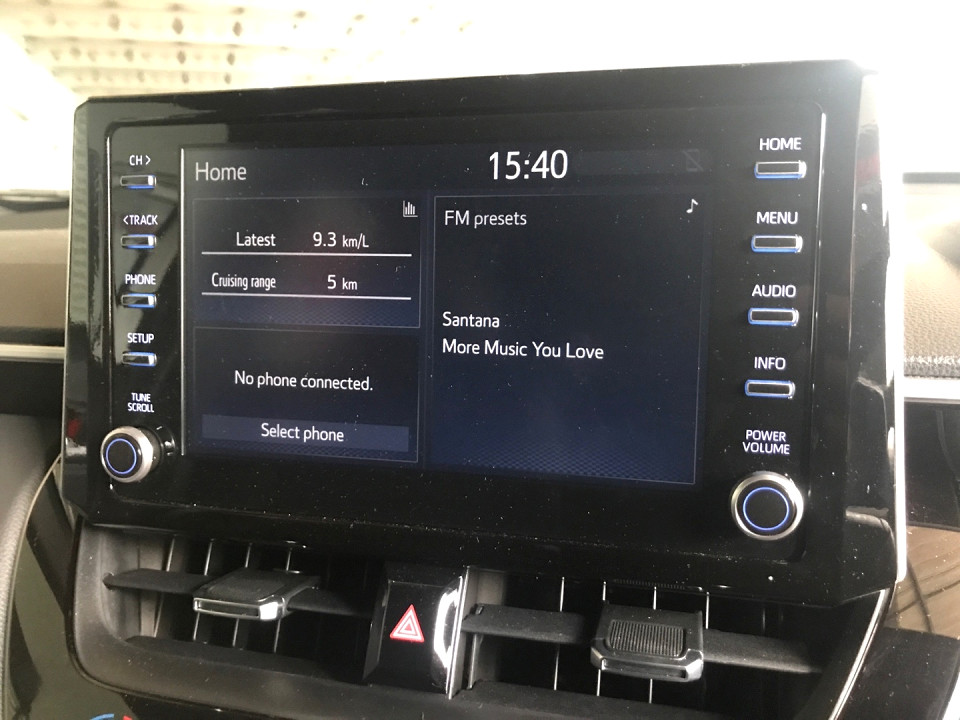 CH >
< TRACK
PHONE
SETUP
TUNE
SCROLL
Home
15:40
Latest 9.3 km/L
Cruising range 5 km
No phone connected.
Select phone
FM presets
Santana
More Music You Love
HOME
MENU
AUDIO
INFO
POWER
VOLUME